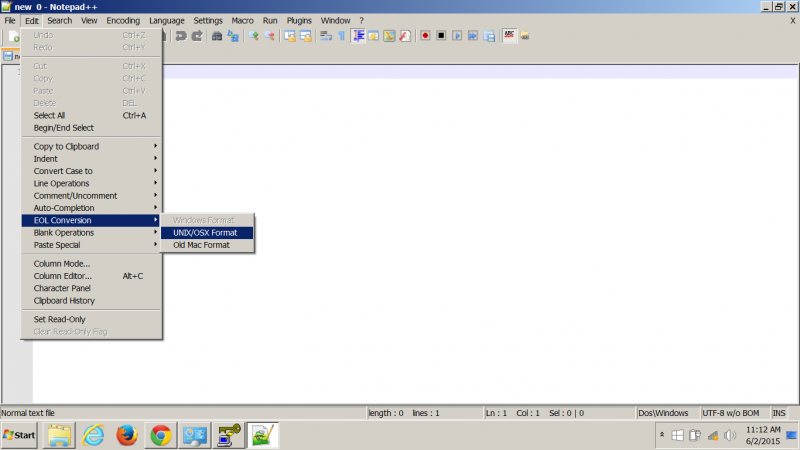 new 0 - Notepad++
File Edit Search View Encoding Language Settings Macro Run Plugins Window ?
X
ABC
Undo Ctrl+Z
Redo Ctrl+Y
Cut Ctrl+X
Copy Ctrl+C
Paste Ctrl+V
Delete DEL
Select All Ctrl+A
Begin/End Select
Copy to Clipboard
Indent
Convert Case to
Line Operations
Comment/Uncomment
Auto-Completion
EOL Conversion
Windows Format
Blank Operations
UNIX/OSX Format
Paste Special
Old Mac Format
Column Mode...
Column Editor... Alt+C
Character Panel
Clipboard History
Set Read-Only
Clear Read-Only Flag
Normal text file length : 0 lines : 1 Ln : 1 Col : 1 Sel : 0 | 0 Dos\Windows UTF-8 w/o BOM INS
Start
11:12 AM
6/2/2015